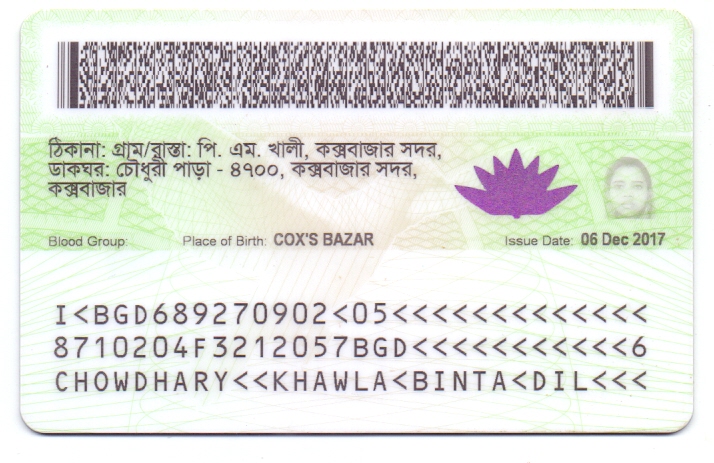 ঠিকানা: গ্রাম/রাস্তা: পি. এম. খালী, কক্সবাজার সদর,
ডাকঘর: চৌধুরী পাড়া - ৪৭০০, কক্সবাজার সদর,
কক্সবাজার
Blood Group: Place of Birth: COX'S BAZAR Issue Date: 06 Dec 2017
I<BGD689270902<05<<<<<<<<<<<<<
8710204F3212057BGD<<<<<<<<<<<6
CHOWDHARY<<KHAWLA<BINTA<DIL<<<